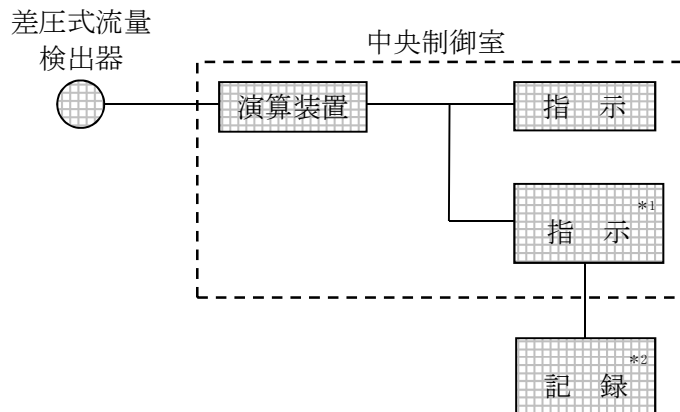 差圧式流量
検出器
中央制御室
演算装置
指 示
指 示 *1
記 録 *2